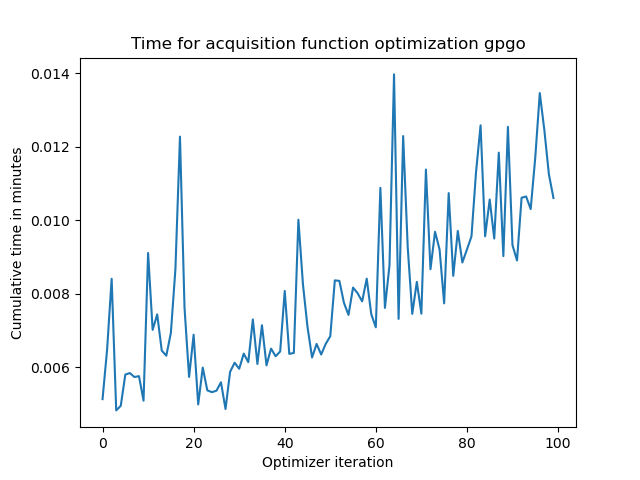 Time for acquisition function optimization gpgo
0.014
0.012
0.010
0.008
0.006
Cumulative time in minutes
0 20 40 60 80 100
Optimizer iteration